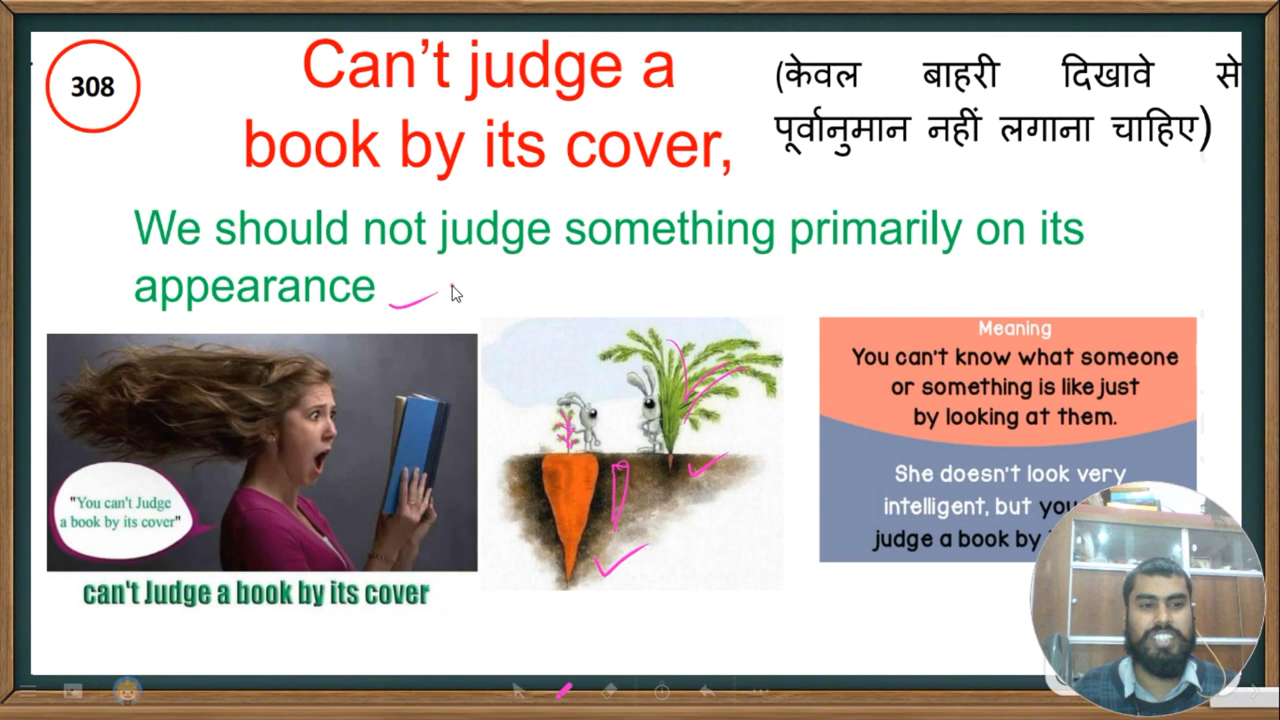 308
Can't judge a
book by its cover,
(केवल बाहरी दिखावे से
पूर्वानुमान नहीं लगाना चाहिए)
We should not judge something primarily on its
appearance
"You can't Judge
a book by its cover"
can't Judge a book by its cover
Meaning
You can't know what someone
or something is like just
by looking at them.
She doesn't look very
intelligent, but you
judge a book by